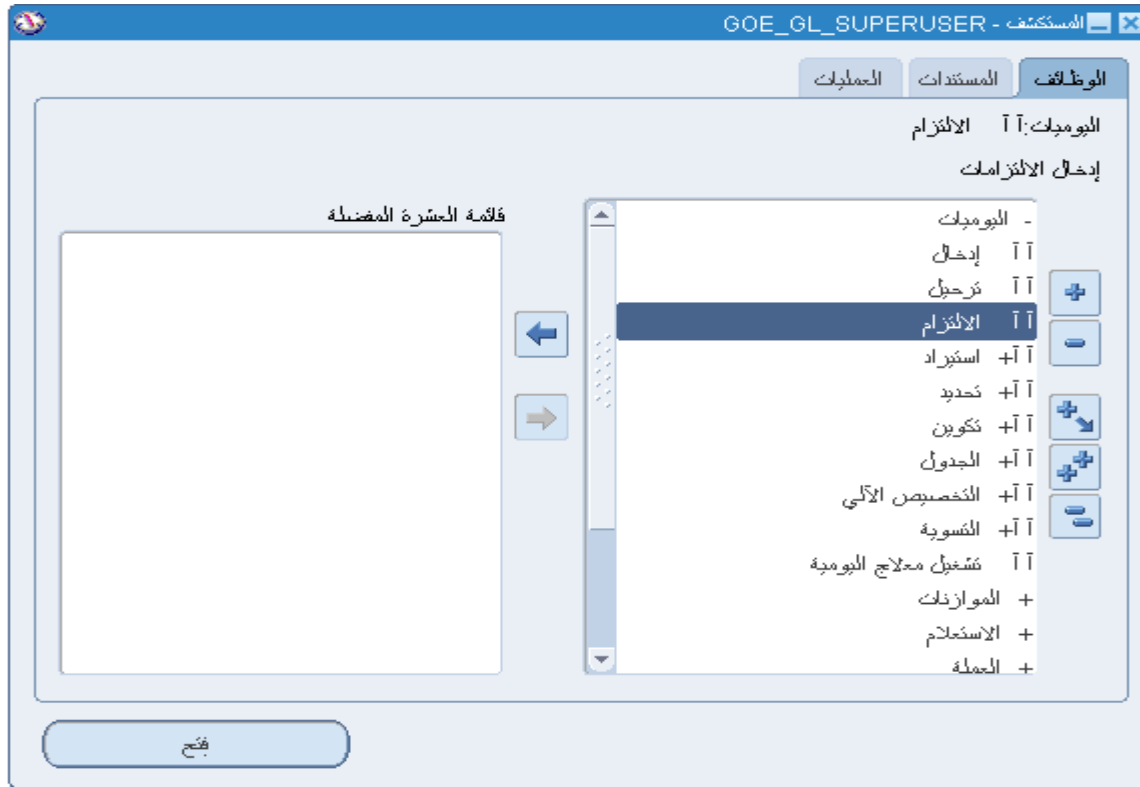 المستكشف - GOE_GL_SUPERUSER
الوظائف
المستندات
العمليات
اليوميات:آ آ الالتزام
إدخال الالتزامات
قائمة العشرة المفضلة
- اليوميات
آ آ إدخال
آ آ ترحيل
آ آ الالتزام
آ آ+ استيراد
آ آ+ تحديد
آ آ+ تكوين
آ آ+ الجدول
آ آ+ التخصيص الآلي
آ آ+ التسوية
آ آ تشغيل معلاج اليومية
+ الموازنات
+ الاستعلام
+ العملة
فتح